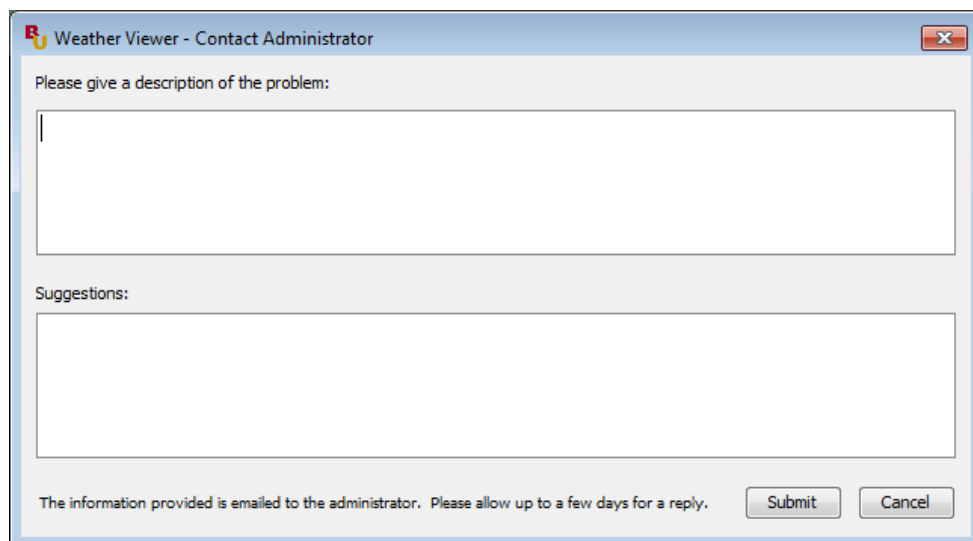 BU Weather Viewer - Contact Administrator
Please give a description of the problem:
Suggestions:
The information provided is emailed to the administrator.  Please allow up to a few days for a reply.
Submit
Cancel